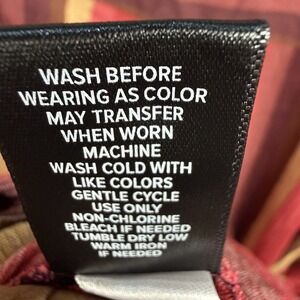 WASH BEFORE
WEARING AS COLOR
MAY TRANSFER
WHEN WORN
MACHINE
WASH COLD WITH
LIKE COLORS
GENTLE CYCLE
USE ONLY
NON-CHLORINE
BLEACH IF NEEDED
TUMBLE DRY LOW
WARM IRON
IF NEEDED